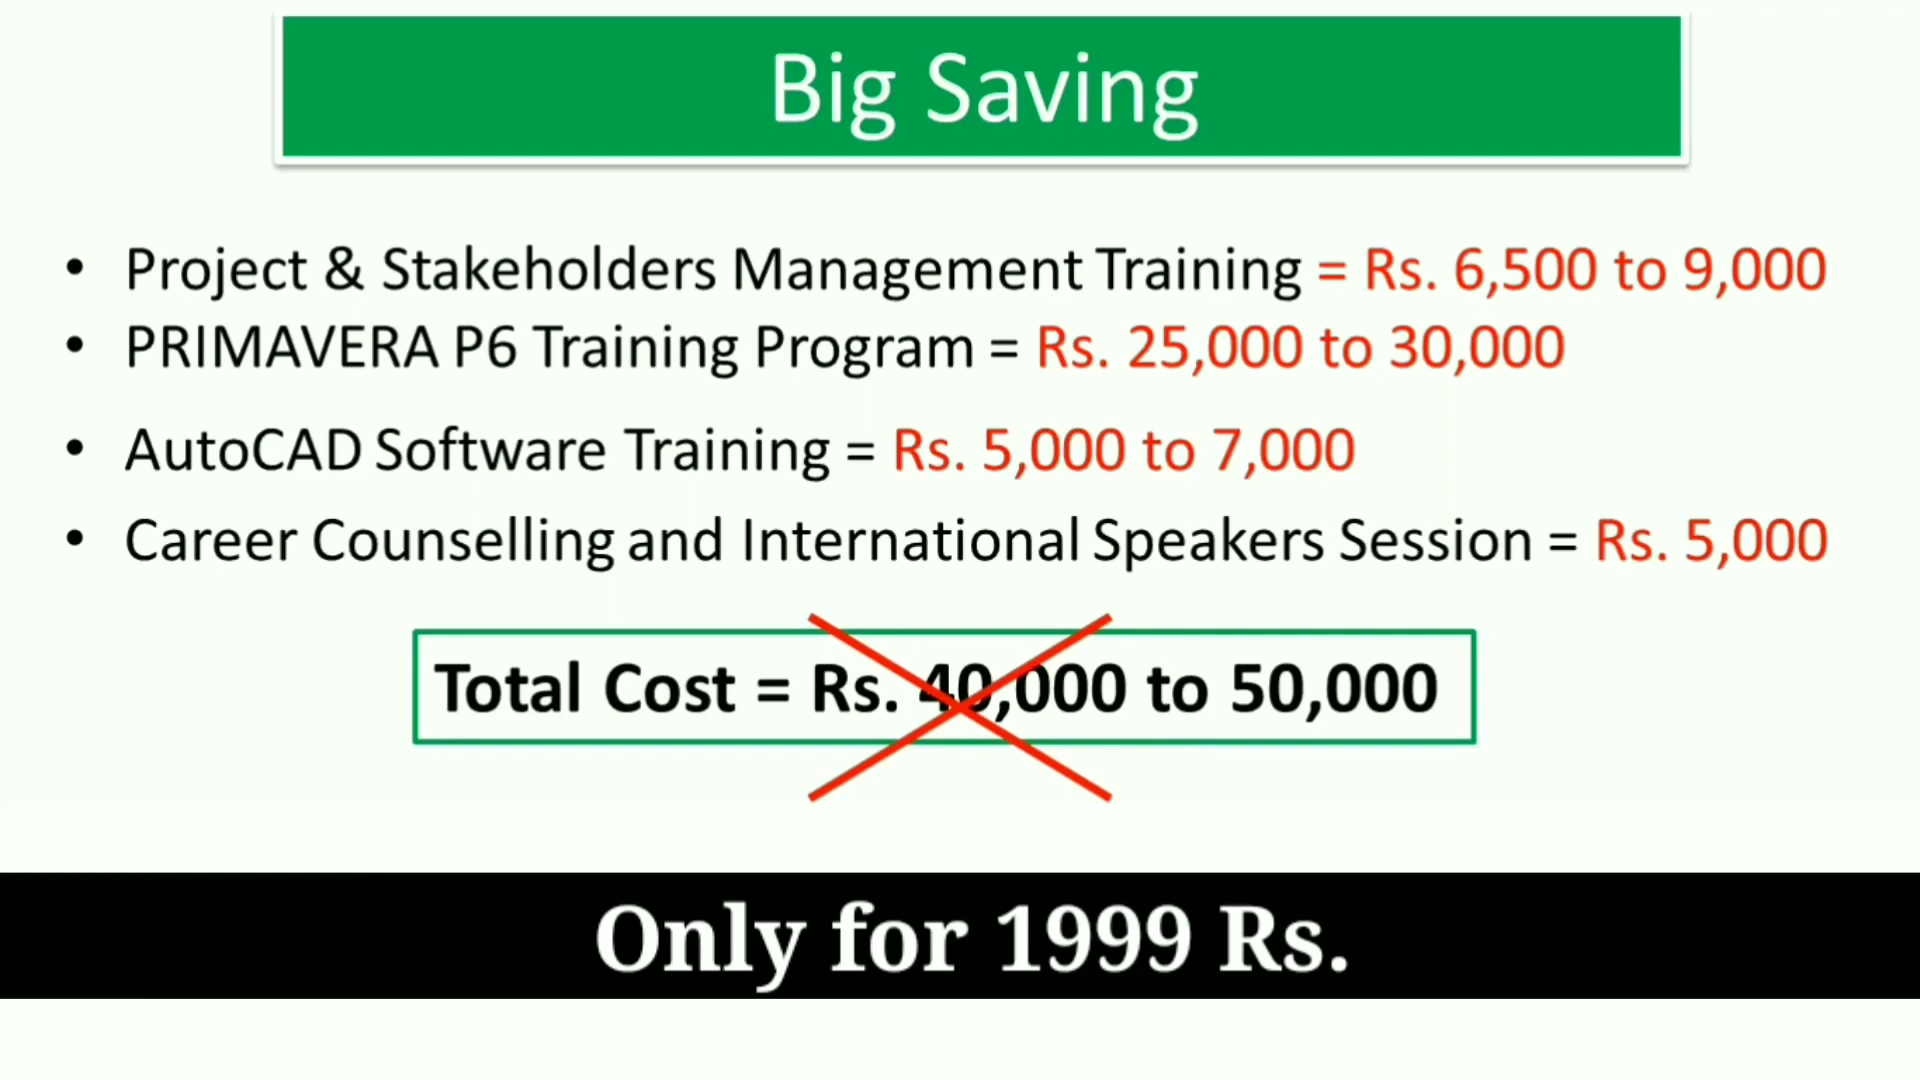 Big Saving
• Project & Stakeholders Management Training = Rs. 6,500 to 9,000
• PRIMAVERA P6 Training Program = Rs. 25,000 to 30,000
• AutoCAD Software Training = Rs. 5,000 to 7,000
• Career Counselling and International Speakers Session = Rs. 5,000
Total Cost = Rs. 40,000 to 50,000
Only for 1999 Rs.